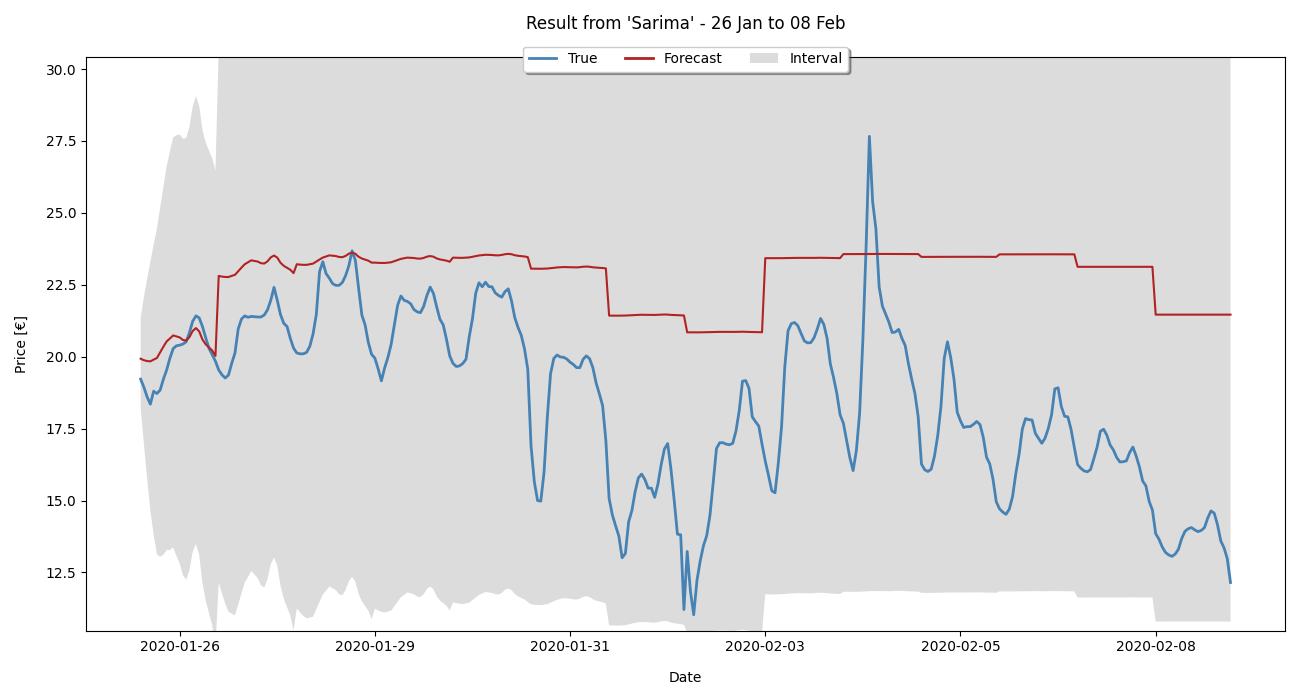 Result from 'Sarima' - 26 Jan to 08 Feb
True Forecast Interval
30.0
27.5
25.0
22.5
20.0
17.5
15.0
12.5
Price [€]
2020-01-26 2020-01-29 2020-01-31 2020-02-03 2020-02-05 2020-02-08
Date